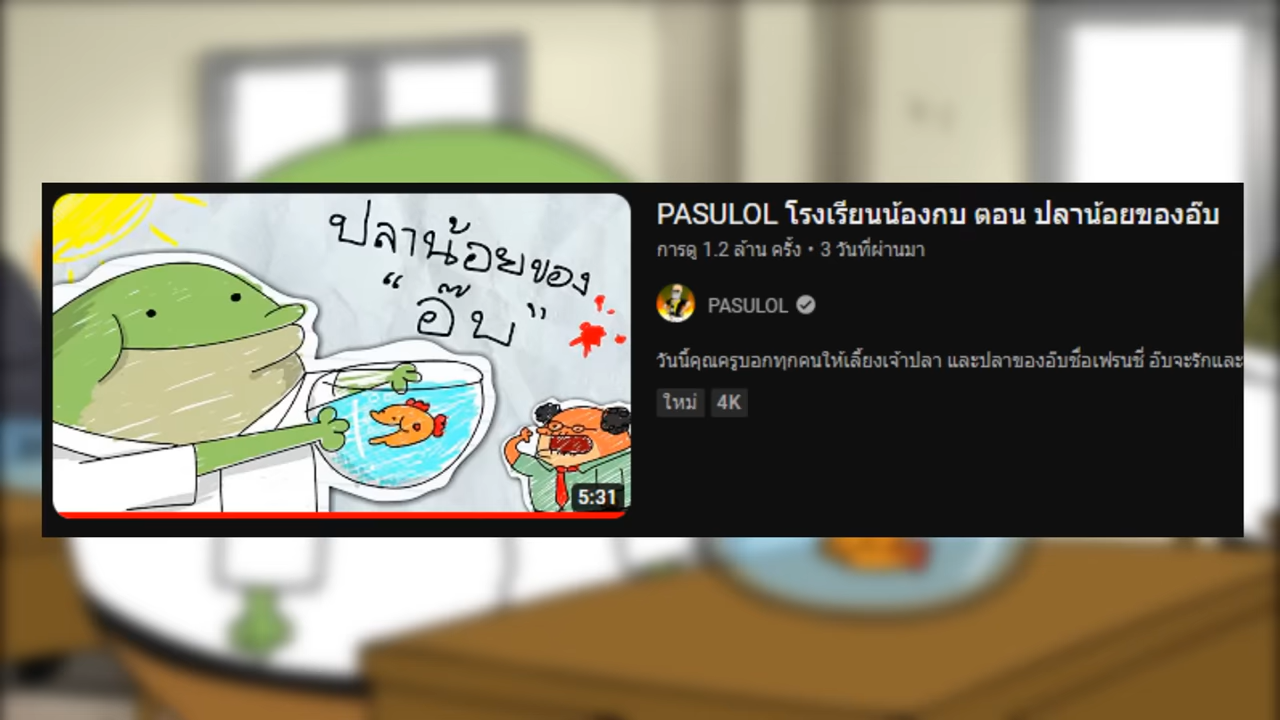 ปลาน้อยของ
“อ๊บ”
5:31
PASULOL โรงเรียนน้องกบ ตอน ปลาน้อยของอ๊บ
การดู 1.2 ล้าน ครั้ง • 3 วันที่ผ่านมา
PASULOL
วันนี้คุณครูบอกทุกคนให้เลี้ยงเจ้าปลา และปลาของอ๊บชื่อเฟรนชี่ อ๊บจะรักและ
ใหม่ 4K